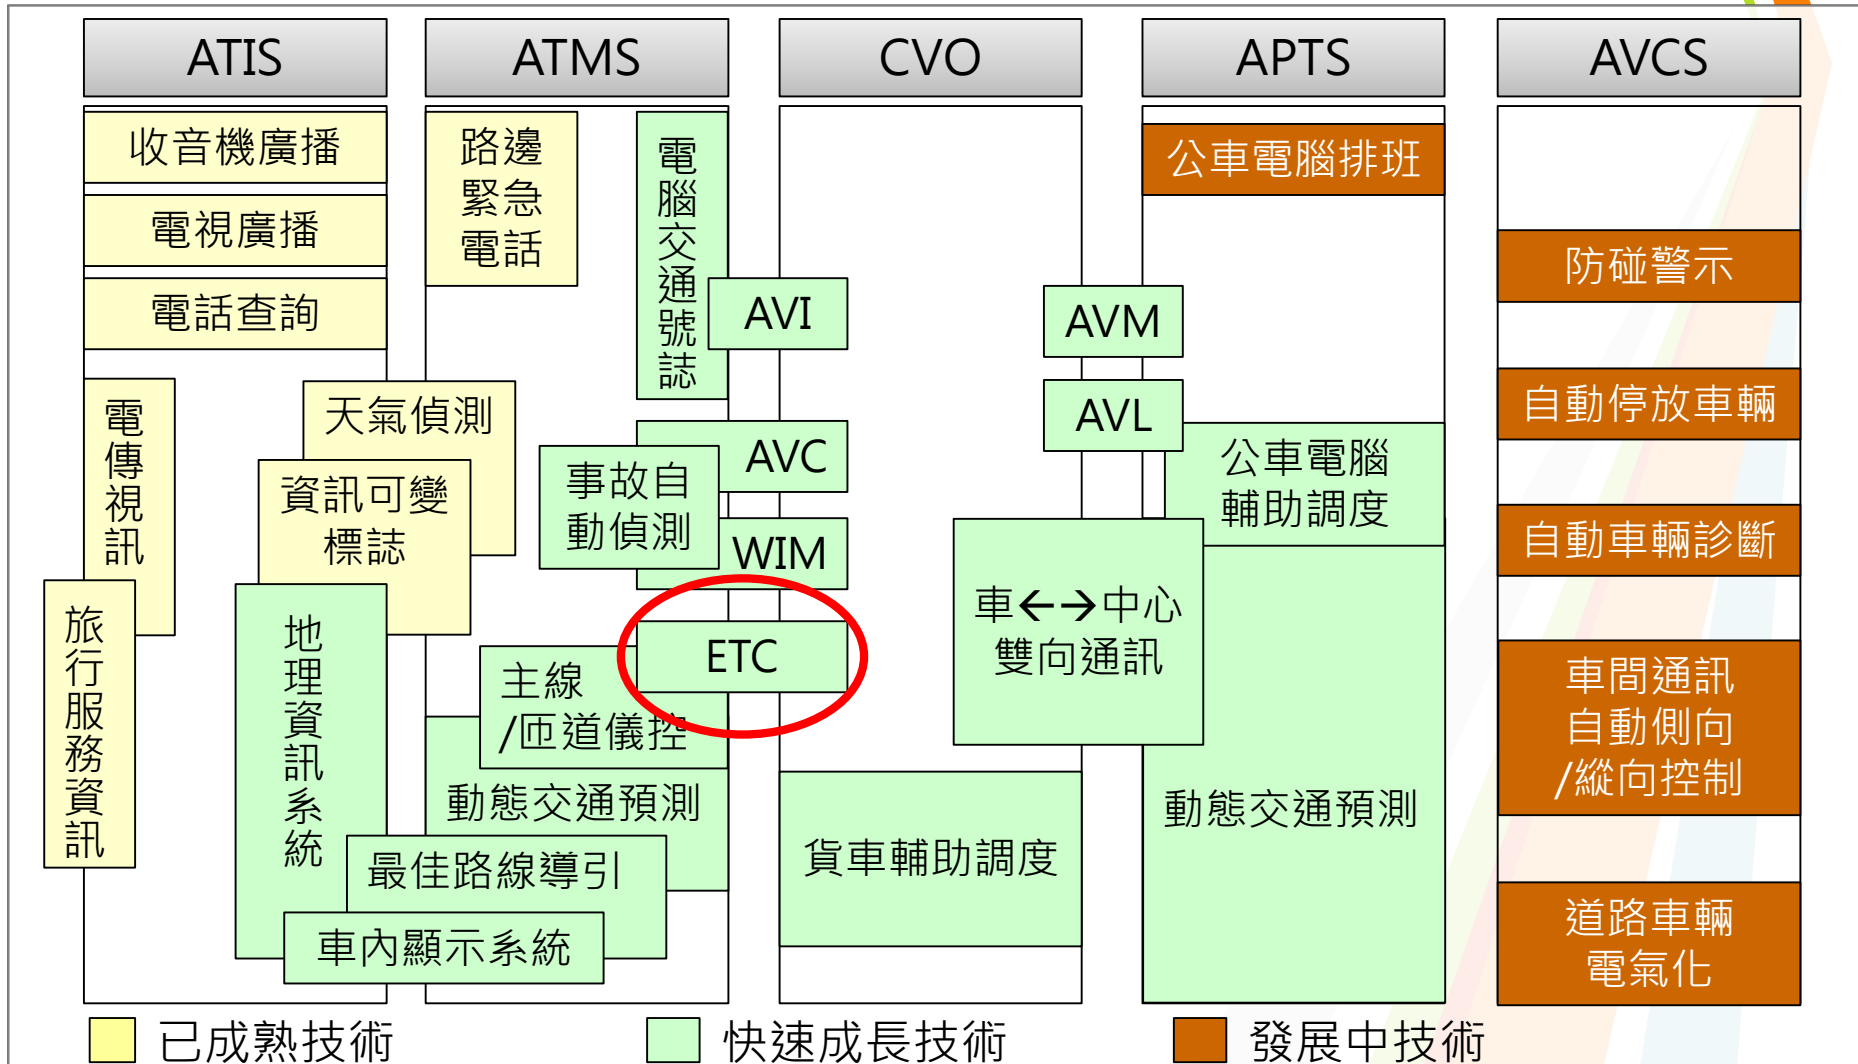 ATIS
ATMS
CVO
APTS
AVCS
收音機廣播
電視廣播
電話查詢
電傳視訊
旅行服務資訊
天氣偵測
資訊可變
標誌
地理資訊系統
最佳路線導引
車內顯示系統
路邊
緊急
電話
電腦交通號誌
AVI
AVC
事故自
動偵測
WIM
ETC
主線
/匝道儀控
動態交通預測
AVM
AVL
車←→中心
雙向通訊
貨車輔助調度
公車電腦排班
公車電腦
輔助調度
動態交通預測
防碰警示
自動停放車輛
自動車輛診斷
車間通訊
自動側向
/縱向控制
道路車輛
電氣化
已成熟技術
快速成長技術
發展中技術